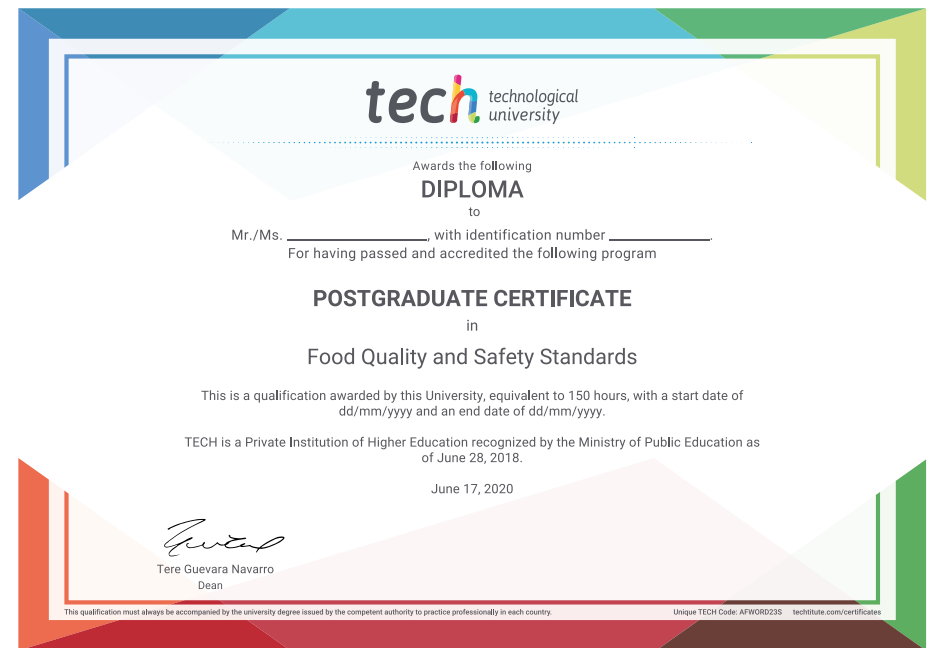 tech technological
university
Awards the following
DIPLOMA
to
Mr./Ms. ____________________, with identification number ______________.
For having passed and accredited the following program
POSTGRADUATE CERTIFICATE
in
Food Quality and Safety Standards
This is a qualification awarded by this University, equivalent to 150 hours, with a start date of
dd/mm/yyyy and an end date of dd/mm/yyyy.
TECH is a Private Institution of Higher Education recognized by the Ministry of Public Education as
of June 28, 2018.
June 17, 2020
Tere Guevara Navarro
Dean
This qualification must always be accompanied by the university degree issued by the competent authority to practice professionally in each country. Unique TECH Code: AFWORD23S techtitute.com/certificates